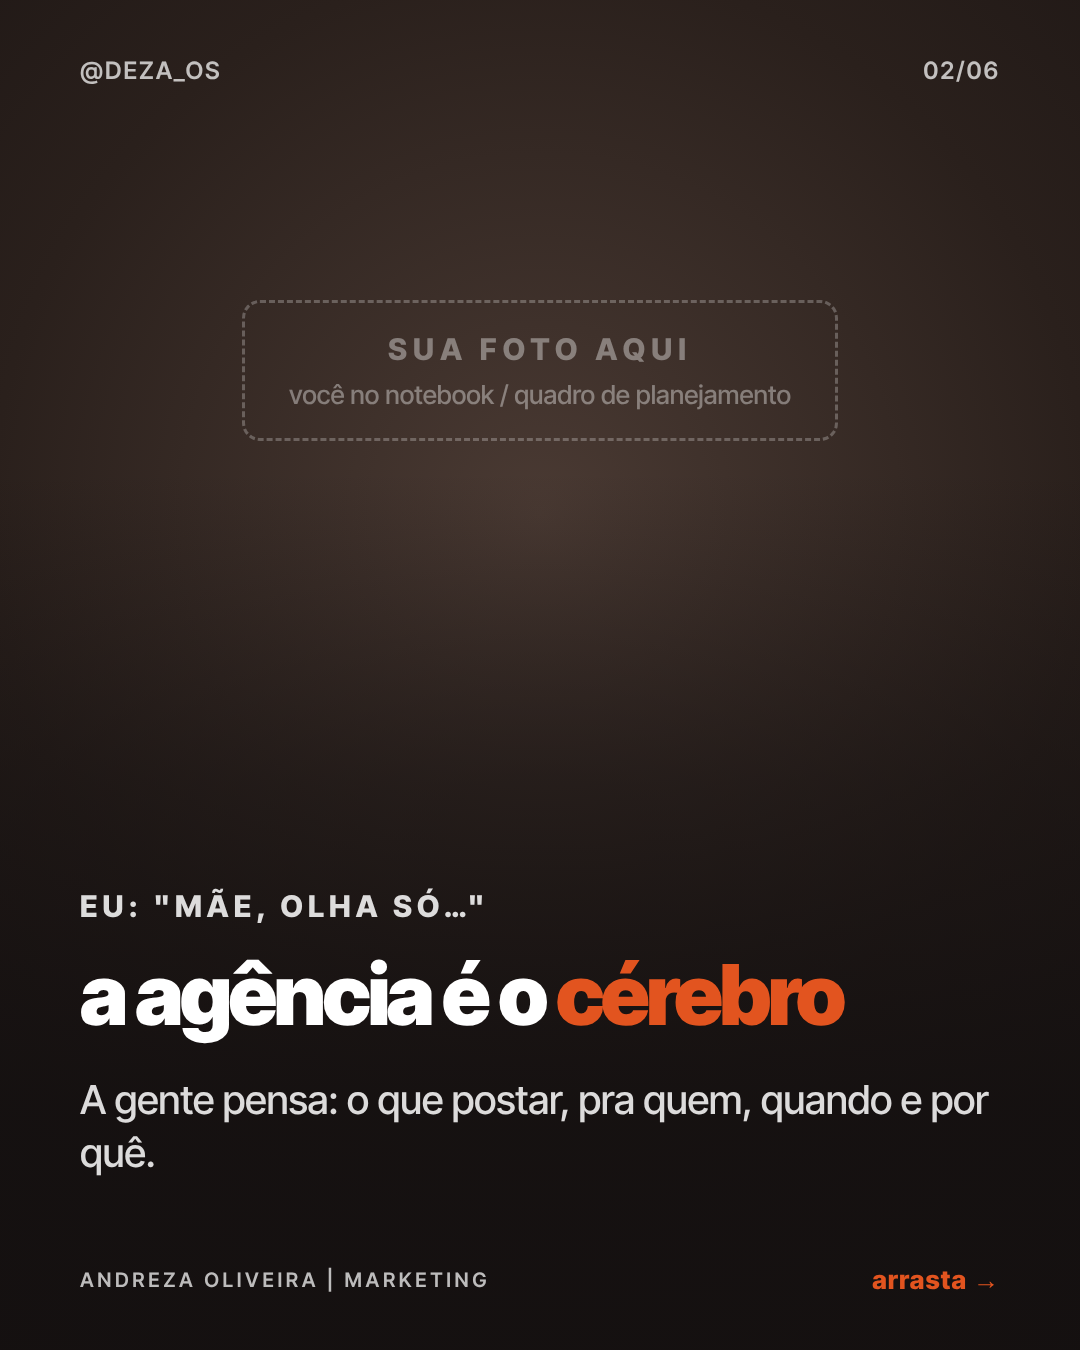 @DEZA_OS
02/06
SUA FOTO AQUI
você no notebook / quadro de planejamento
EU: "MÃE, OLHA SÓ…"
a agência é o cérebro
A gente pensa: o que postar, pra quem, quando e por
quê.
ANDREZA OLIVEIRA | MARKETING
arrasta →